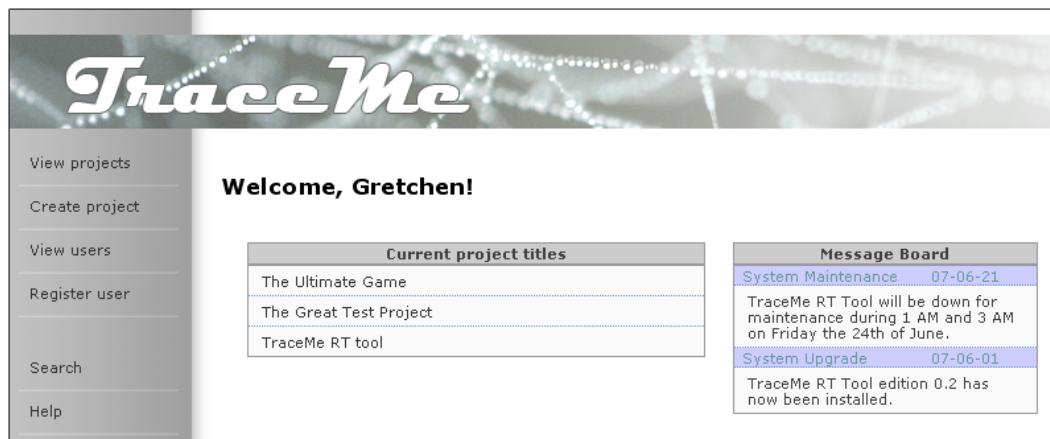 TraceMe
View projects
Create project
View users
Register user
Search
Help
Welcome, Gretchen!
Current project titles
The Ultimate Game
The Great Test Project
TraceMe RT tool
Message Board
System Maintenance 07-06-21
TraceMe RT Tool will be down for
maintenance during 1 AM and 3 AM
on Friday the 24th of June.
System Upgrade 07-06-01
TraceMe RT Tool edition 0.2 has
now been installed.